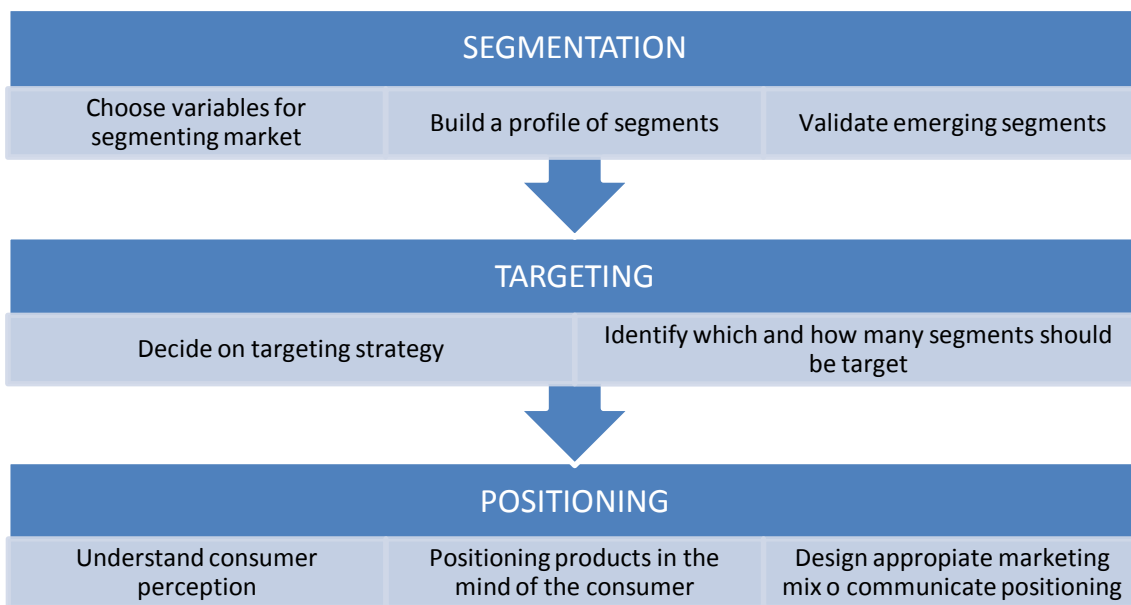 SEGMENTATION
Choose variables for
segmenting market
Build a profile of segments
Validate emerging segments
TARGETING
Decide on targeting strategy
Identify which and how many segments should
be target
POSITIONING
Understand consumer
perception
Positioning products in the
mind of the consumer
Design appropiate marketing
mix o communicate positioning